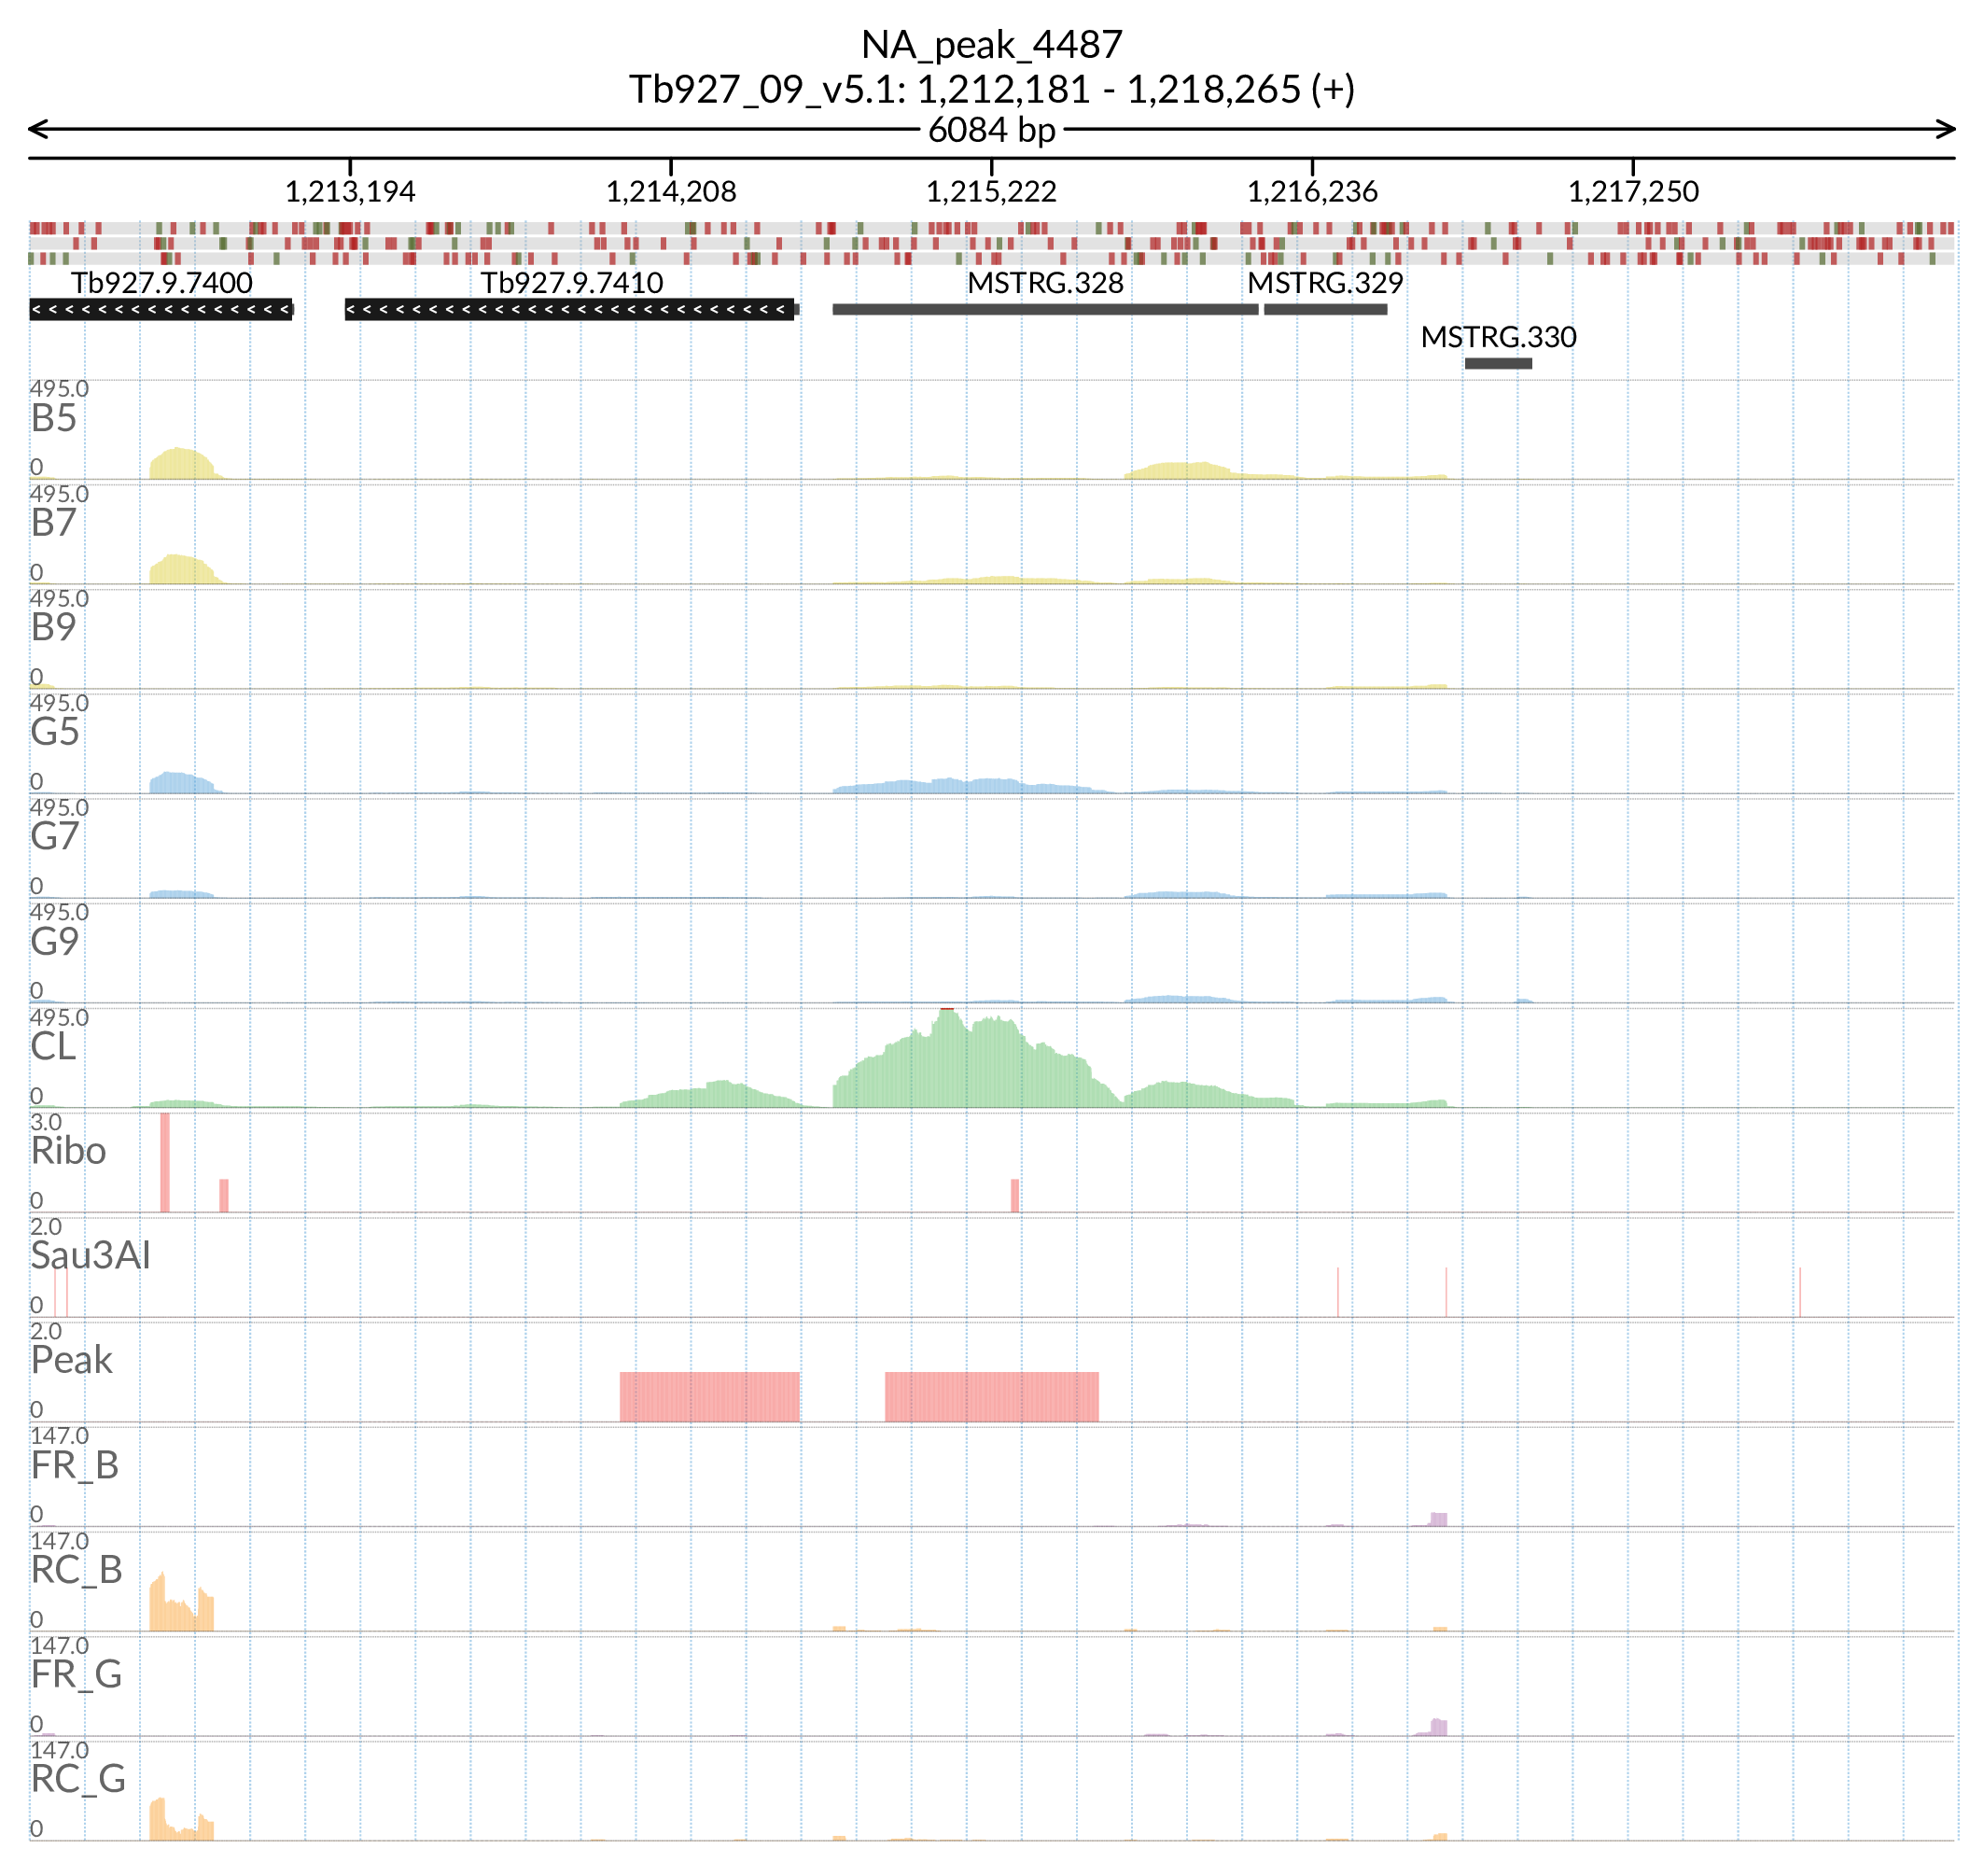 NA_peak_4487
Tb927_09_v5.1: 1,212,181 - 1,218,265 (+)
6084 bp
1,213,194 1,214,208 1,215,222 1,216,236 1,217,250
Tb927.9.7400 Tb927.9.7410 MSTRG.328 MSTRG.329
< < < < < < < < < < < < < < < < < < < < < < < < < < < < < < < < < < < < < < < < < < <
MSTRG.330
495.0
B5
0
495.0
B7
0
495.0
B9
0
495.0
G5
0
495.0
G7
0
495.0
G9
0
495.0
CL
0
3.0
Ribo
0
2.0
Sau3AI
0
2.0
Peak
0
147.0
FR_B
0
147.0
RC_B
0
147.0
FR_G
0
147.0
RC_G
0